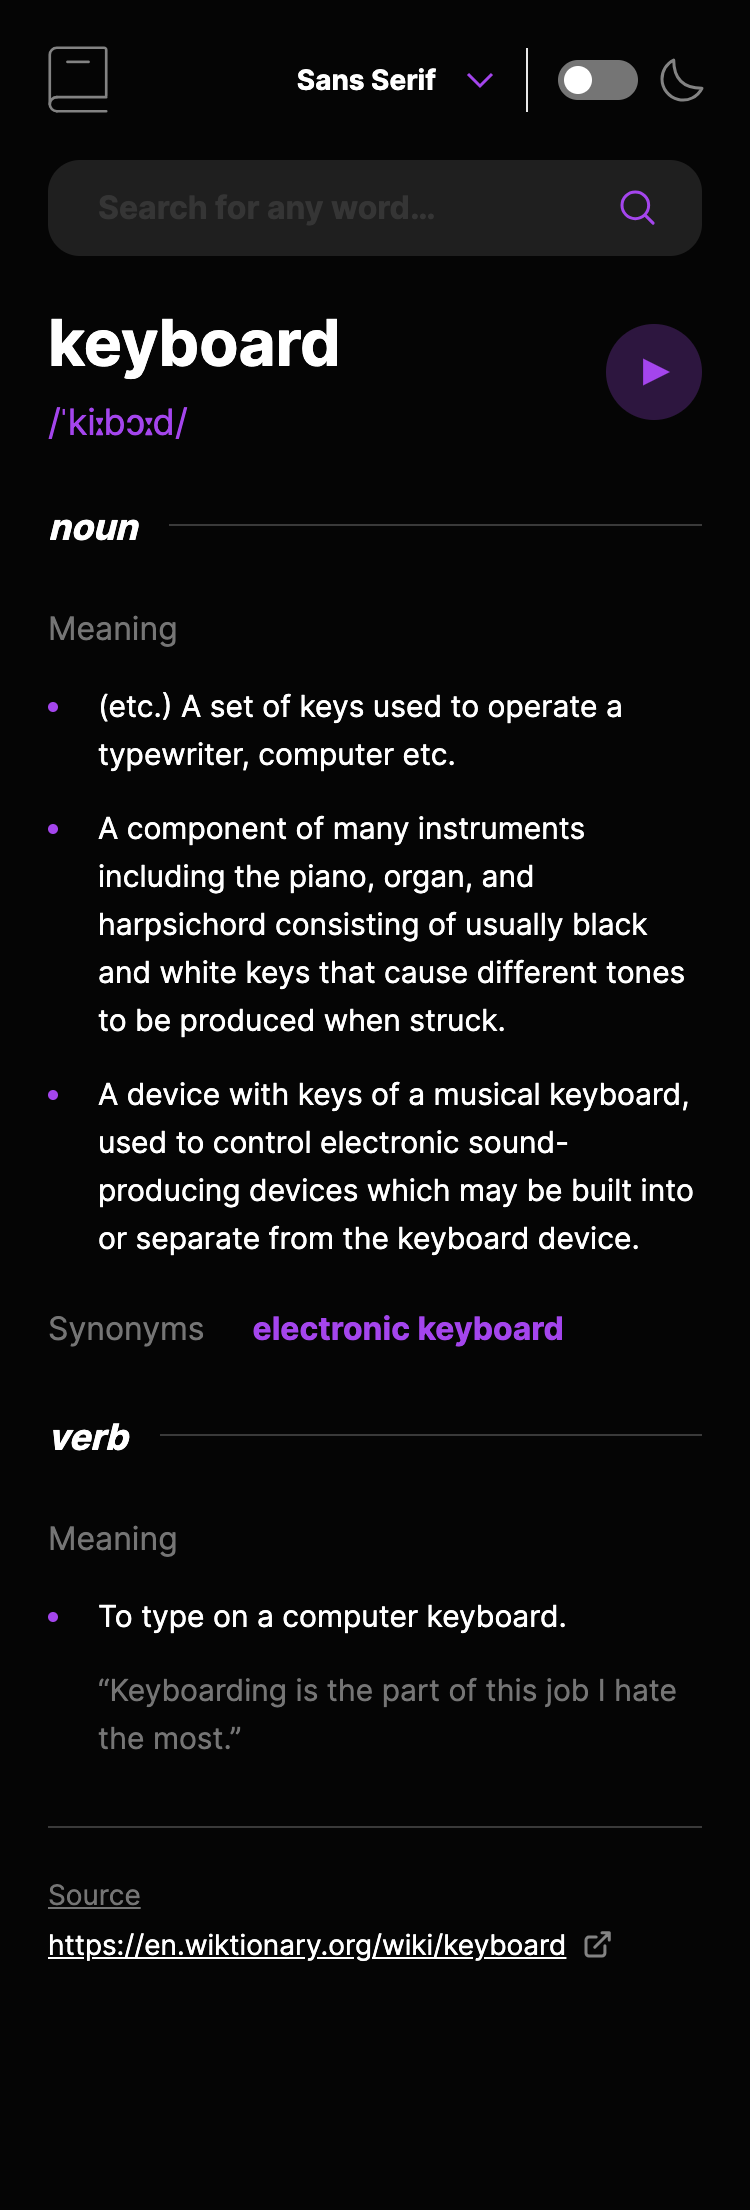 Sans Serif
Search for any word…
keyboard
/ˈkiːbɔːd/
noun
Meaning
(etc.) A set of keys used to operate a
typewriter, computer etc.
A component of many instruments
including the piano, organ, and
harpsichord consisting of usually black
and white keys that cause different tones
to be produced when struck.
A device with keys of a musical keyboard,
used to control electronic sound-
producing devices which may be built into
or separate from the keyboard device.
Synonyms electronic keyboard
verb
Meaning
To type on a computer keyboard.
“Keyboarding is the part of this job I hate
the most.”
Source
https://en.wiktionary.org/wiki/keyboard